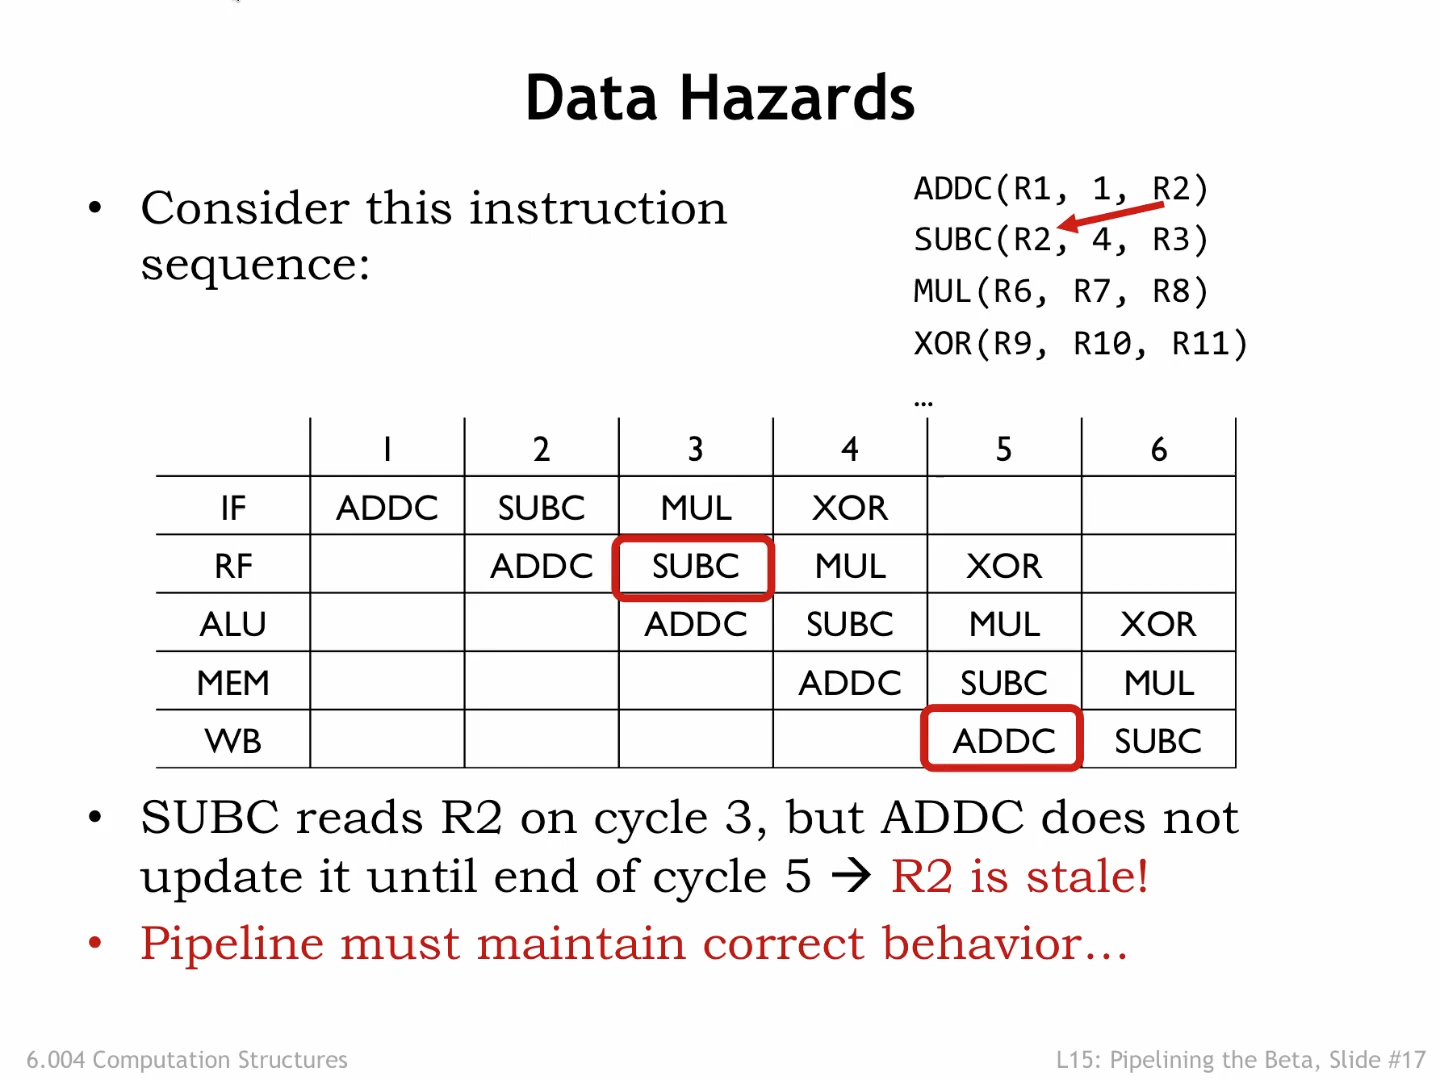 Data Hazards
• Consider this instruction
sequence:
ADDC(R1, 1, R2)
SUBC(R2, 4, R3)
MUL(R6, R7, R8)
XOR(R9, R10, R11)
…
1 2 3 4 5 6
IF ADDC SUBC MUL XOR
RF ADDC SUBC MUL XOR
ALU ADDC SUBC MUL XOR
MEM ADDC SUBC MUL
WB ADDC SUBC
• SUBC reads R2 on cycle 3, but ADDC does not
update it until end of cycle 5 → R2 is stale!
• Pipeline must maintain correct behavior…
6.004 Computation Structures
L15: Pipelining the Beta, Slide #17